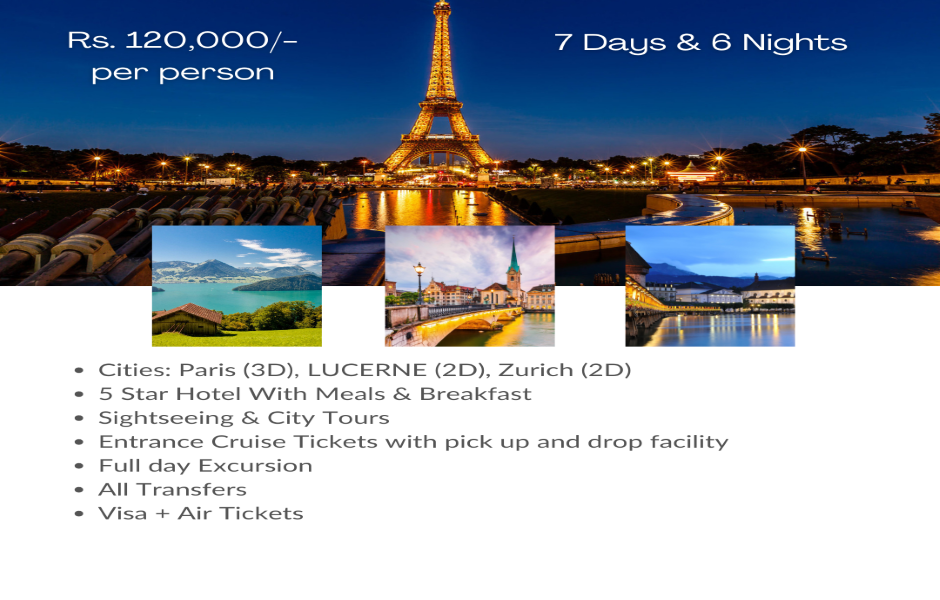 Rs. 120,000/-
per person
7 Days & 6 Nights
• Cities: Paris (3D), LUCERNE (2D), Zurich (2D)
• 5 Star Hotel With Meals & Breakfast
• Sightseeing & City Tours
• Entrance Cruise Tickets with pick up and drop facility
• Full day Excursion
• All Transfers
• Visa + Air Tickets